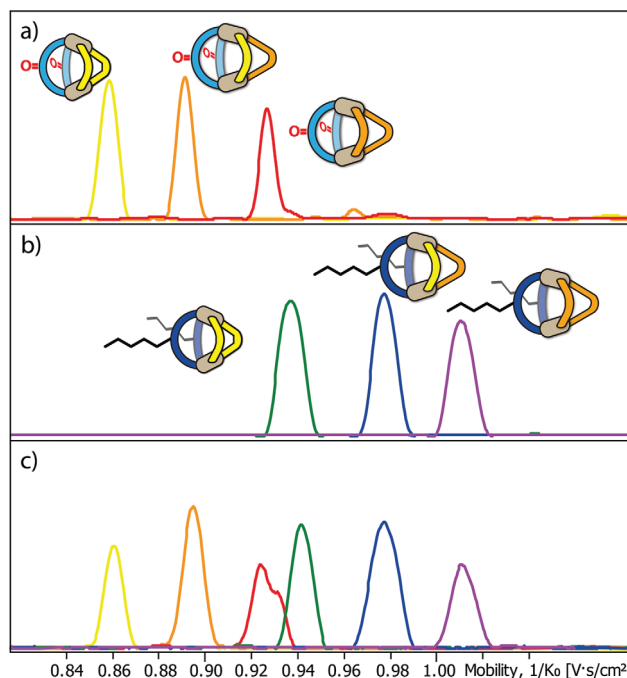 a)
O=
O=
O=
O=
O=
O=
b)
c)
0.84 0.86 0.88 0.90 0.92 0.94 0.96 0.98 1.00 Mobility, 1/K₀ [V·s/cm²